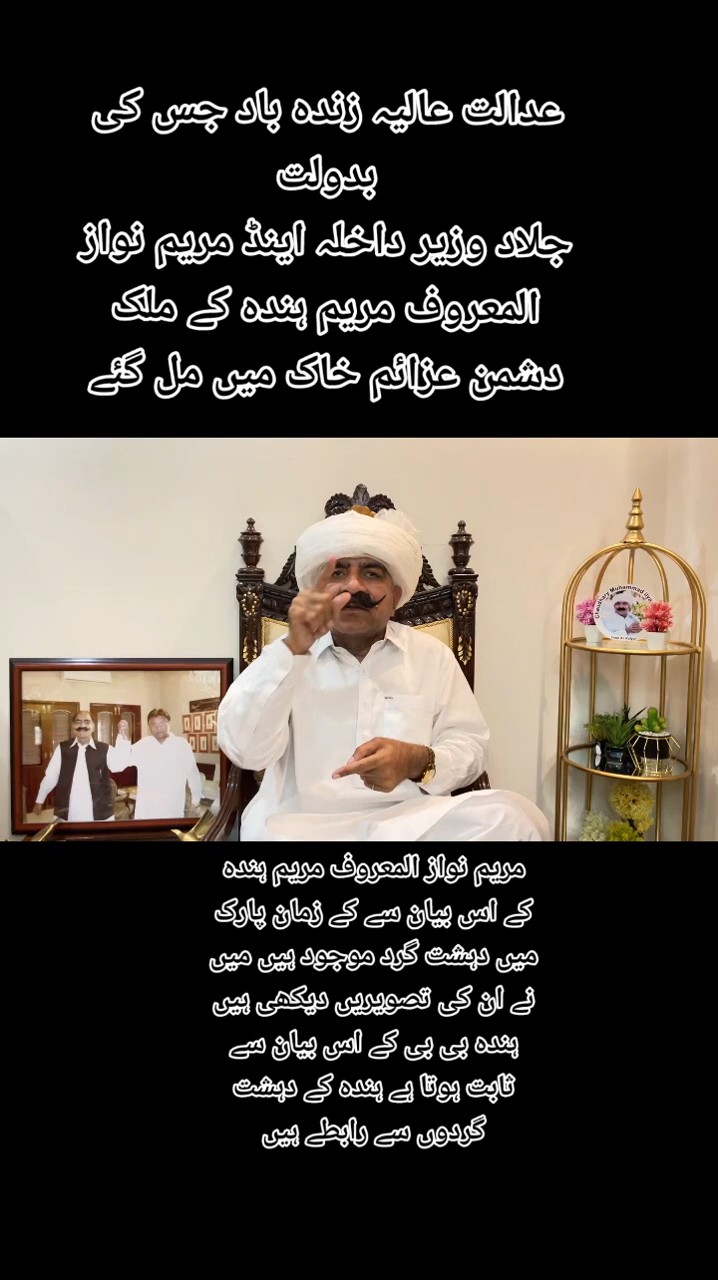 عدالت عالیہ زندہ باد جس کی
بدولت
جلاد وزیر داخلہ اینڈ مریم نواز
المعروف مریم ہندہ کے ملک
دشمن عزائم خاک میں مل گئے
Chaudhary Muhammad
مریم نواز المعروف مریم ہندہ
کے اس بیان سے کے زمان پارک
میں دہشت گرد موجود ہیں میں
نے ان کی تصویریں دیکھی ہیں
ہندہ بی بی کے اس بیان سے
ثابت ہوتا ہے ہندہ کے دہشت
گردوں سے رابطے ہیں